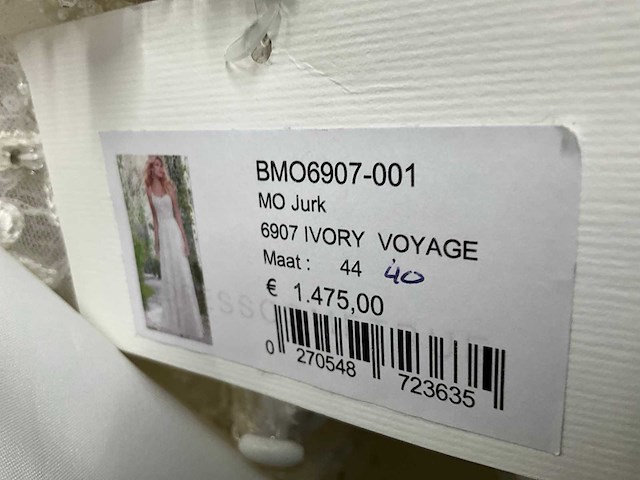 BMO6907-001
MO Jurk
6907 IVORY VOYAGE
Maat : 44 40
€ 1.475,00
0 270548 723635